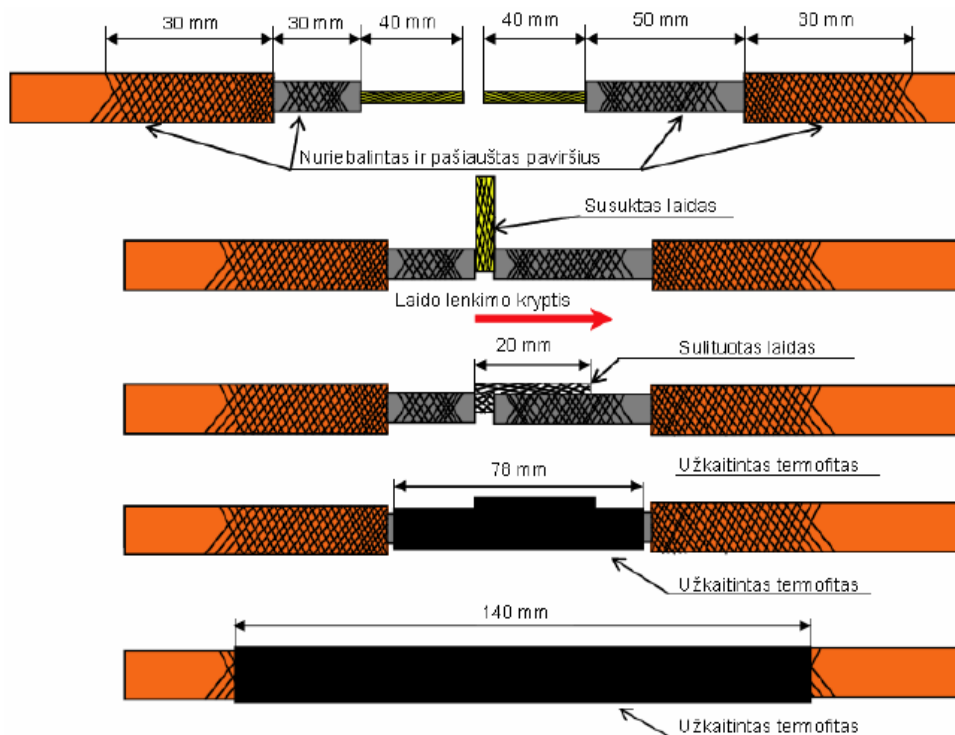 30 mm 30 mm 40 mm 40 mm 50 mm 30 mm
Nuriebalintas ir pašiauštas paviršius
Susuktas laidas
Laido lenkimo kryptis
20 mm
Sulituotas laidas
Užkaitintas termofitas
78 mm
Užkaitintas termofitas
140 mm
Užkaitintas termofitas